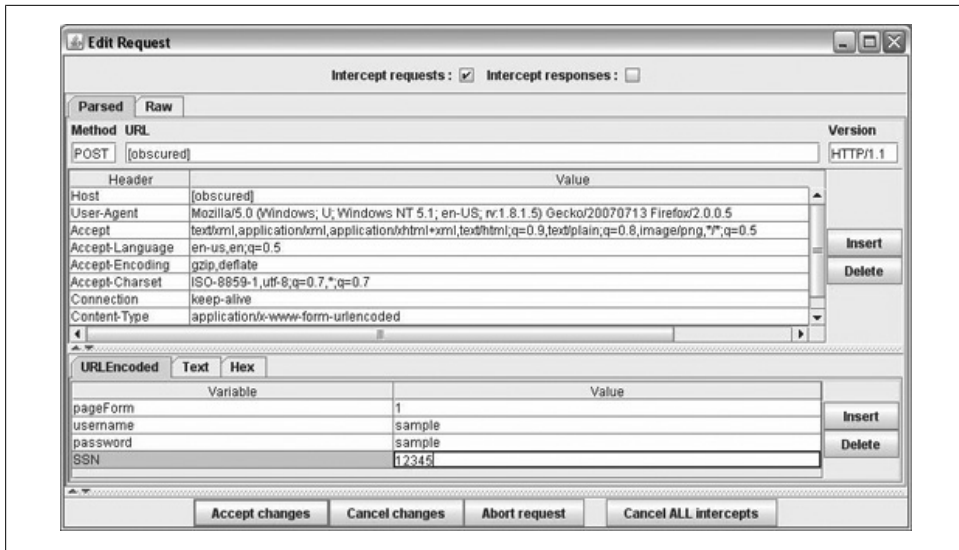 Edit Request
Intercept requests : Intercept responses :
Parsed Raw
Method URL Version
POST [obscured] HTTP/1.1
Header Value
Host [obscured]
User-Agent Mozilla/5.0 (Windows; U; Windows NT 5.1; en-US; rv:1.8.1.5) Gecko/20070713 Firefox/2.0.0.5
Accept text/xml,application/xml,application/xhtml+xml,text/html;q=0.9,text/plain;q=0.8,image/png,*/*;q=0.5
Accept-Language en-us,en;q=0.5
Insert
Accept-Encoding gzip,deflate
Delete
Accept-Charset ISO-8859-1,utf-8;q=0.7,*;q=0.7
Connection keep-alive
Content-Type application/x-www-form-urlencoded
URLEncoded Text Hex
Variable Value
pageForm 1
Insert
username sample
password sample
Delete
SSN 12345
Accept changes Cancel changes Abort request Cancel ALL intercepts